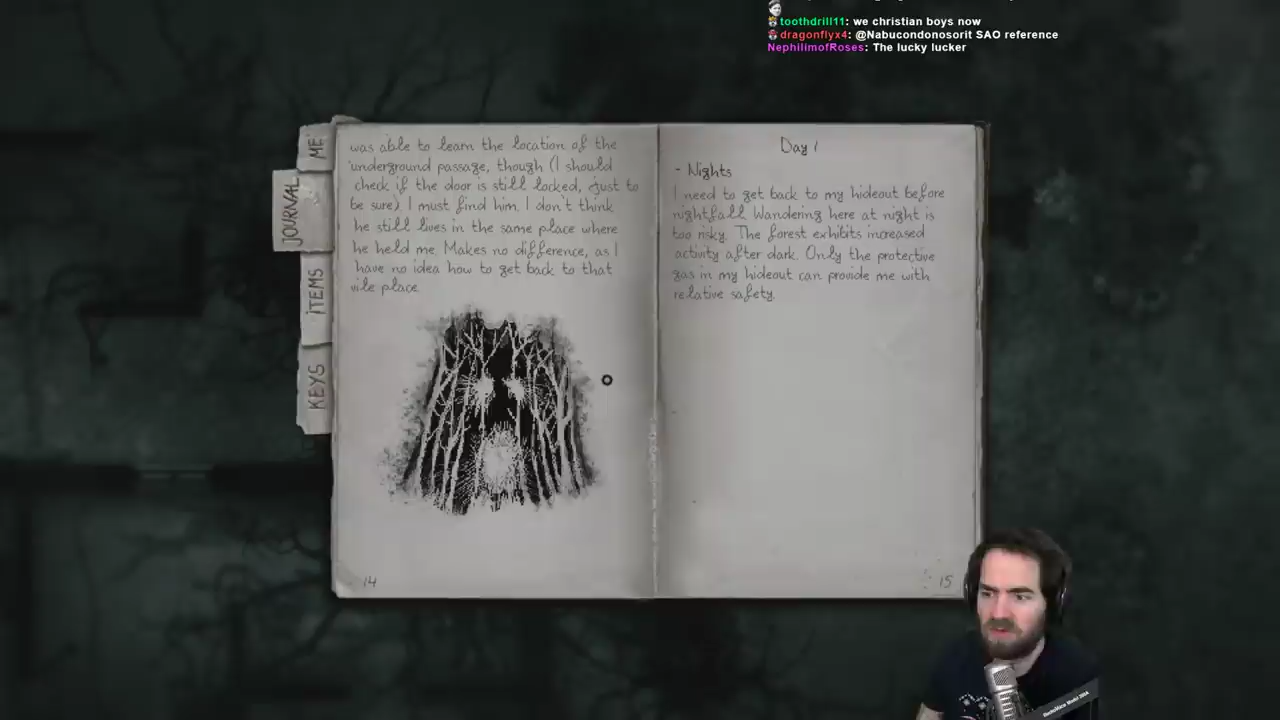 toothdrill11: we christian boys now
dragonflyx4: @Nabucondonosorit SAO reference
NephilimofRoses: The lucky lucker
ME
JOURNAL
ITEMS
KEYS
was able to learn the location of the
underground passage, though (I should
check if the door is still locked, just to
be sure). I must find him. I don't think
he still lives in the same place where
he held me. Makes no difference, as I
have no idea how to get back to that
vile place.
14
Day 1
- Nights
I need to get back to my hideout before
nightfall. Wandering here at night is
too risky. The forest exhibits increased
activity after dark. Only the protective
gas in my hideout can provide me with
relative safety.
15